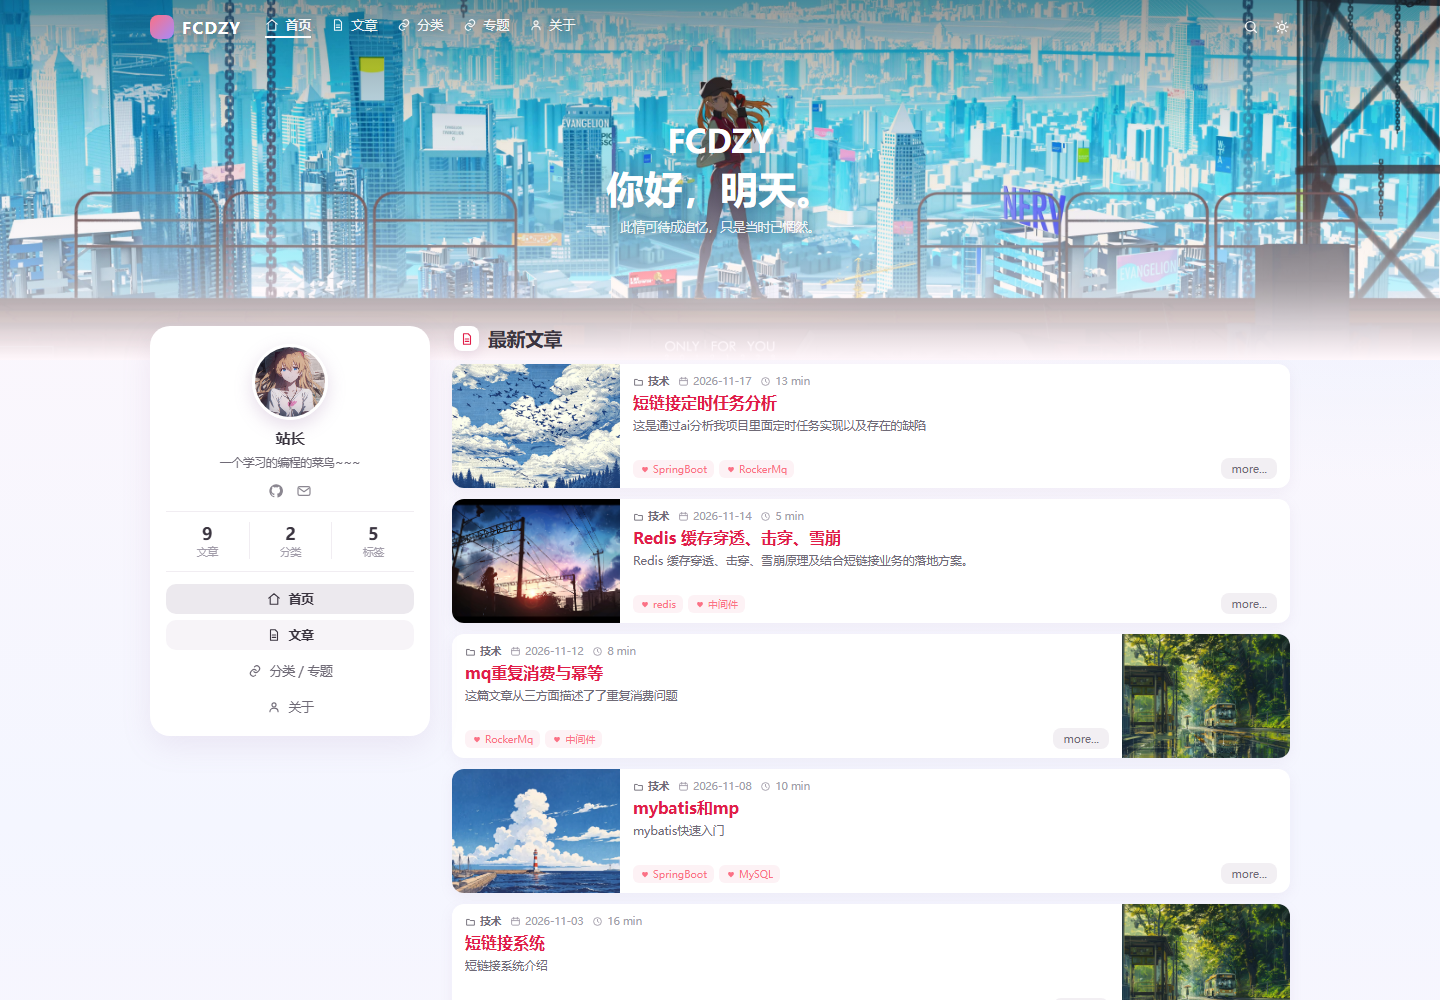 FCDZY
首页
文章
分类
专题
关于
EVANGELION
NERV
EVANGELION
FCDZY
你好，明天。
此情可待成追忆，只是当时已惘然。
ONLY FOR YOU
站长
一个学习的编程的菜鸟~~~
9
文章
2
分类
5
标签
首页
文章
分类 / 专题
关于
最新文章
技术 2026-11-17 13 min
短链接定时任务分析
这是通过ai分析我项目里面定时任务实现以及存在的缺陷
SpringBoot RockerMq more...
技术 2026-11-14 5 min
Redis 缓存穿透、击穿、雪崩
Redis 缓存穿透、击穿、雪崩原理及结合短链接业务的落地方案。
redis 中间件 more...
技术 2026-11-12 8 min
mq重复消费与幂等
这篇文章从三方面描述了了重复消费问题
RockerMq 中间件 more...
技术 2026-11-08 10 min
mybatis和mp
mybatis快速入门
SpringBoot MySQL more...
技术 2026-11-03 16 min
短链接系统
短链接系统介绍